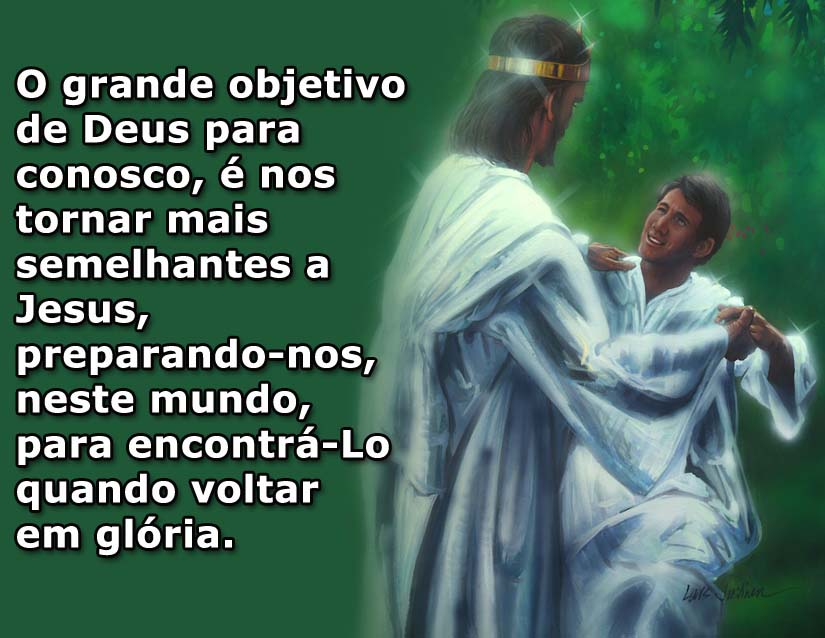 O grande objetivo
de Deus para
conosco, é nos
tornar mais
semelhantes a
Jesus,
preparando-nos,
neste mundo,
para encontrá-Lo
quando voltar
em glória.